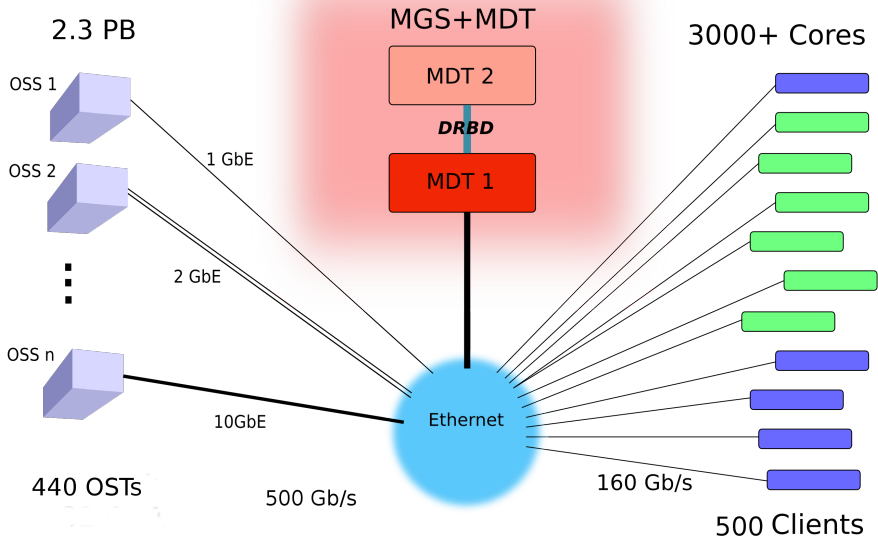 2.3 PB
MGS+MDT
3000+ Cores
OSS 1
MDT 2
DRBD
1 GbE
OSS 2
MDT 1
2 GbE
OSS n
10GbE
Ethernet
440 OSTs
500 Gb/s
160 Gb/s
500 Clients